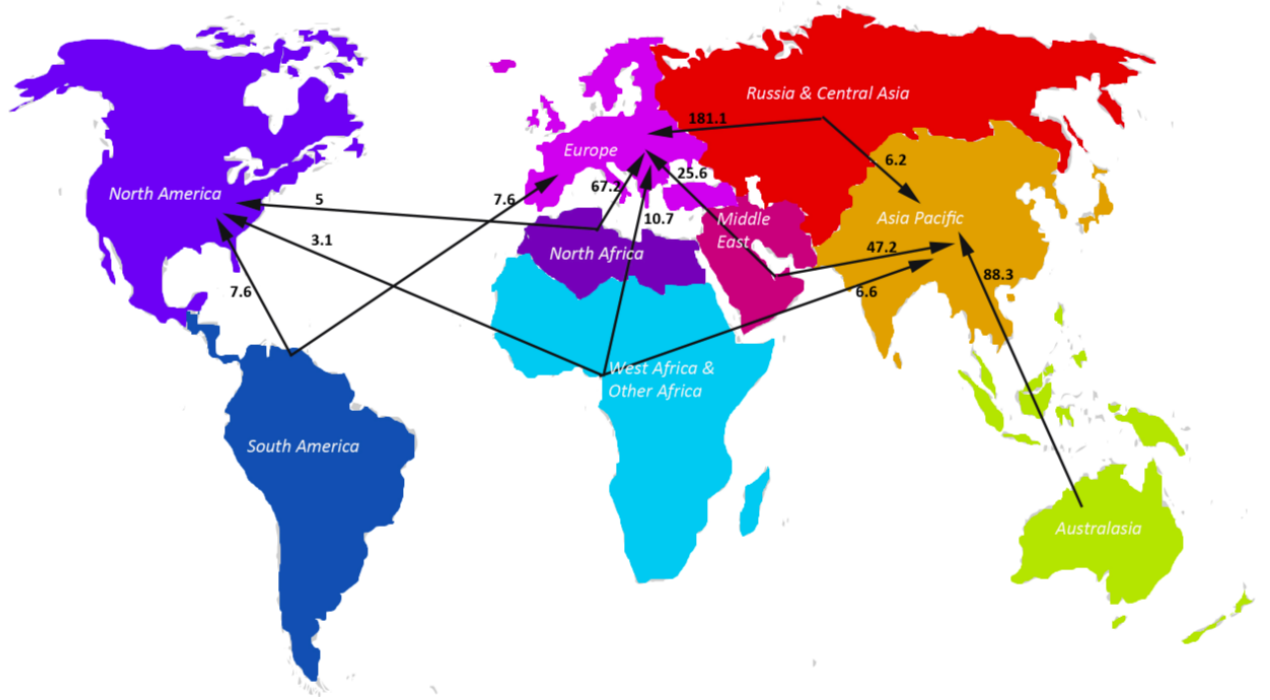 Russia & Central Asia
181.1
Europe
6.2
25.6
67.2
North America
5
7.6
10.7
Middle
East
Asia Pacific
3.1
North Africa
47.2
88.3
7.6
6.6
West Africa &
Other Africa
South America
Australasia